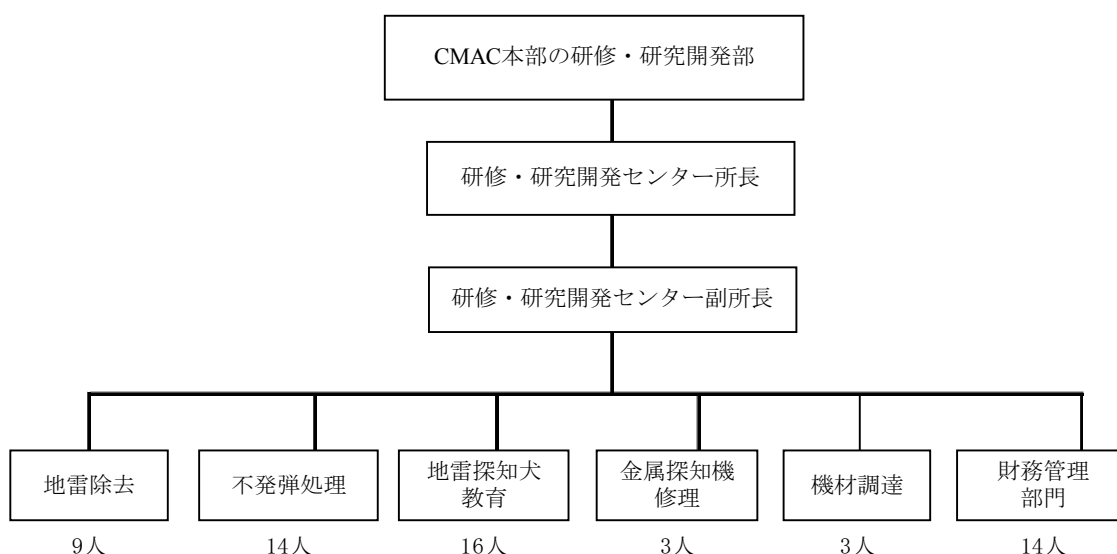 CMAC本部の研修・研究開発部
研修・研究開発センター所長
研修・研究開発センター副所長
地雷除去
不発弾処理
地雷探知犬
教育
金属探知機
修理
機材調達
財務管理
部門
9人
14人
16人
3人
3人
14人